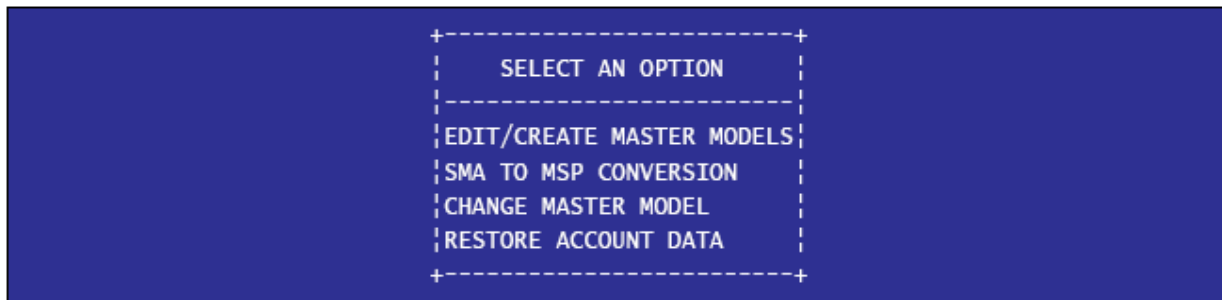 SELECT AN OPTION
EDIT/CREATE MASTER MODELS
SMA TO MSP CONVERSION
CHANGE MASTER MODEL
RESTORE ACCOUNT DATA